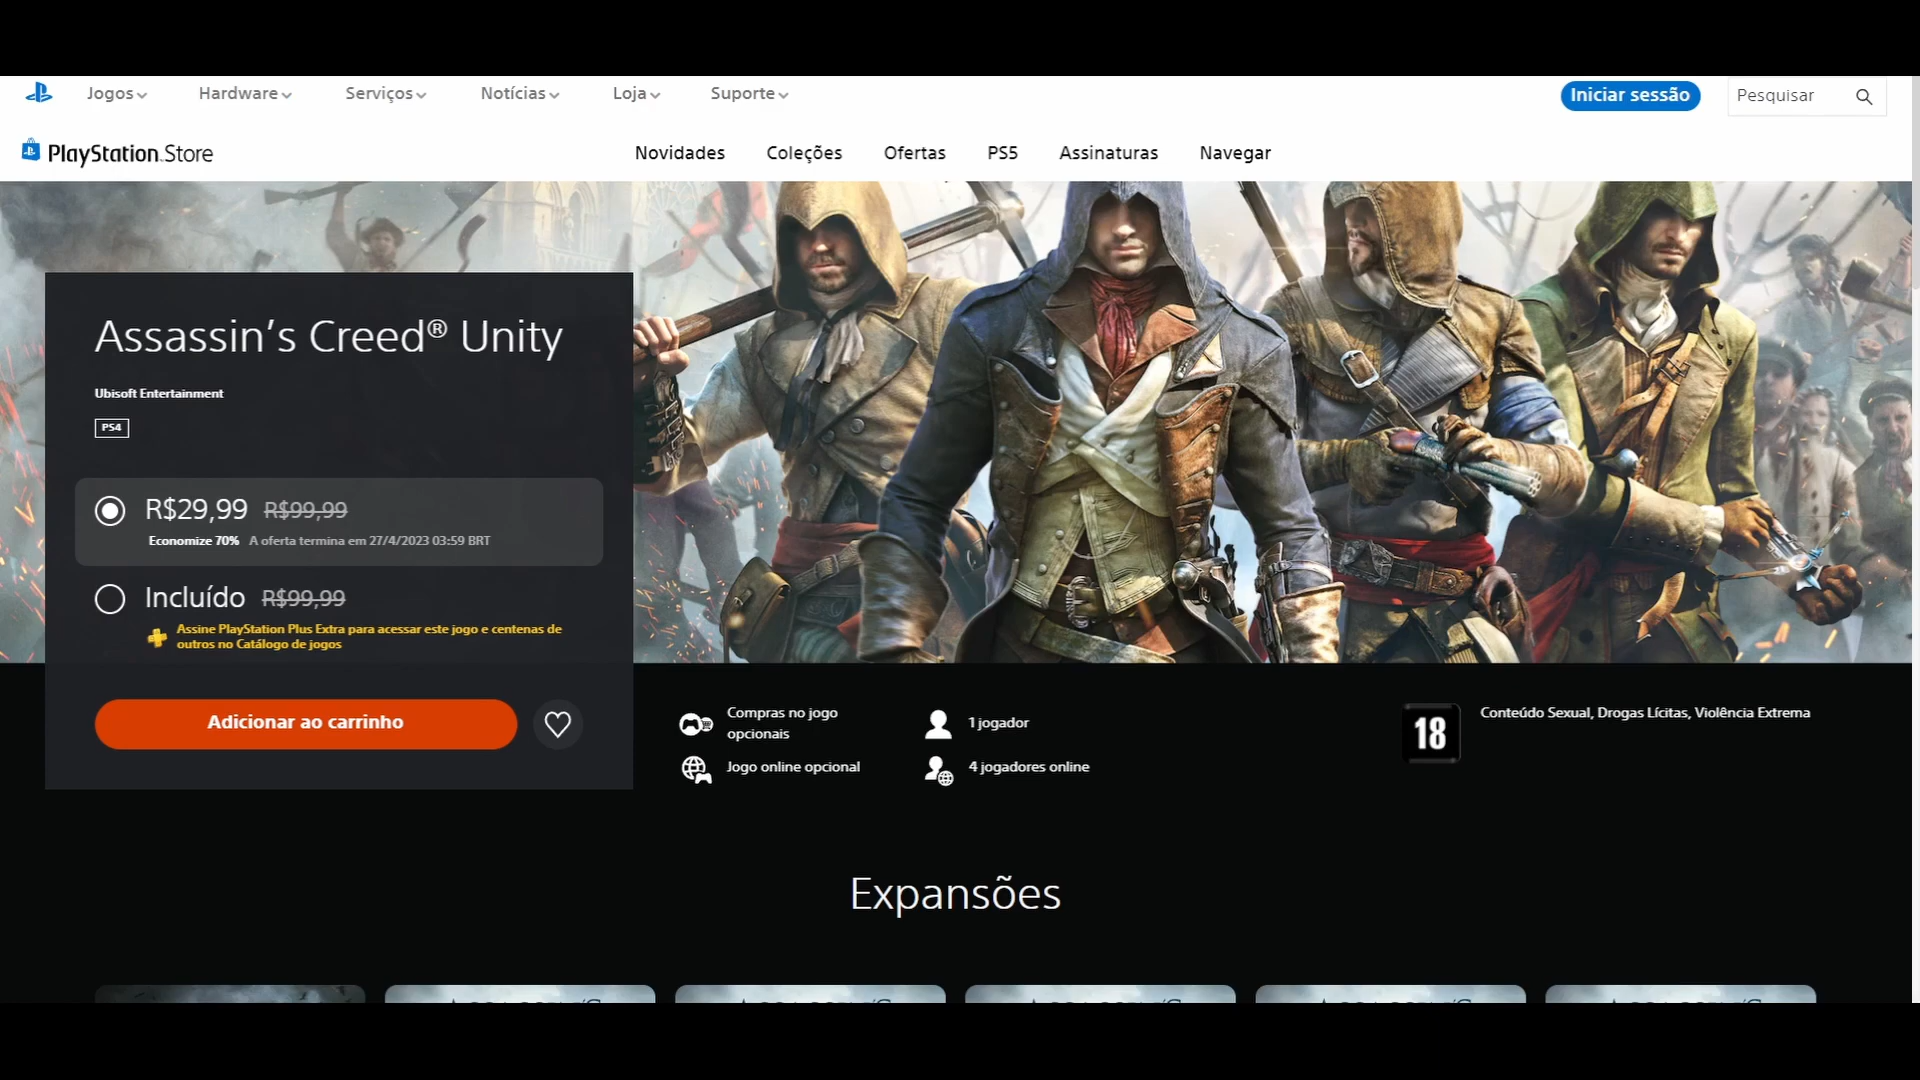 Jogos
Hardware
Serviços
Notícias
Loja
Suporte
Iniciar sessão
Pesquisar
PlayStation Store
Novidades
Coleções
Ofertas
PS5
Assinaturas
Navegar
Assassin's Creed® Unity
Ubisoft Entertainment
PS4
R$29,99 R$99,99
Economize 70% A oferta termina em 27/4/2023 03:59 BRT
Incluído R$99,99
Assine PlayStation Plus Extra para acessar este jogo e centenas de
outros no Catálogo de jogos
Adicionar ao carrinho
Compras no jogo
opcionais
1 jogador
Jogo online opcional
4 jogadores online
18
Conteúdo Sexual, Drogas Lícitas, Violência Extrema
Expansões